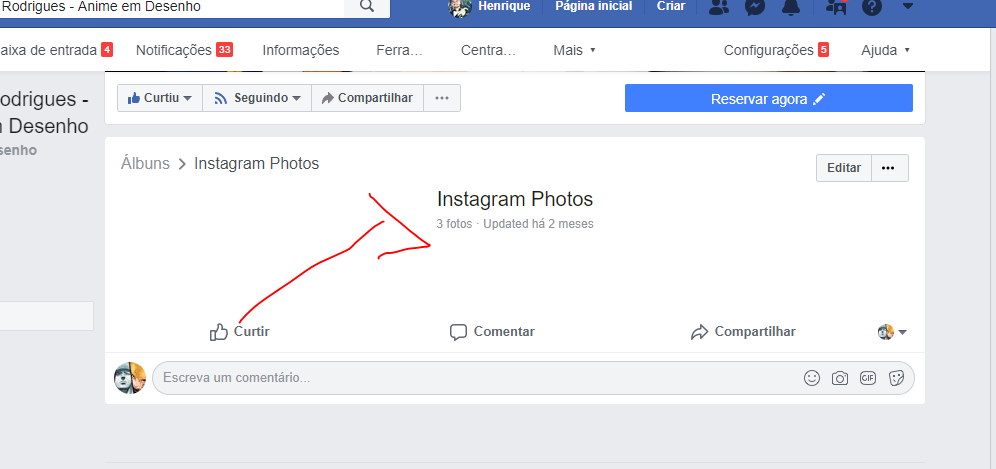 Rodrigues - Anime em Desenho
Henrique Página inicial Criar
aixa de entrada 4 Notificações 33 Informações Ferra... Centra... Mais Configurações 5 Ajuda
odrigues -
Desenho
senho
Curtiu Seguindo Compartilhar ...
Reservar agora
Álbuns > Instagram Photos
Editar ...
Instagram Photos
3 fotos · Updated há 2 meses
Curtir Comentar Compartilhar
Escreva um comentário...
GIF